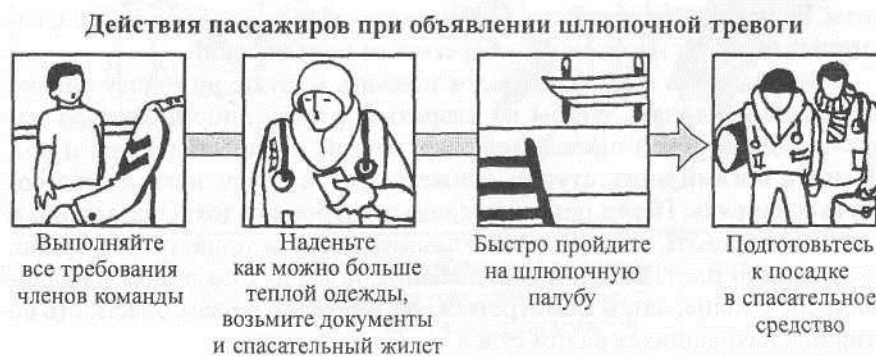 Действия пассажиров при объявлении шлюпочной тревоги
Выполняйте
все требования
членов команды
Наденьте
как можно больше
теплой одежды,
возьмите документы
и спасательный жилет
Быстро пройдите
на шлюпочную
палубу
Подготовьтесь
к посадке
в спасательное
средство